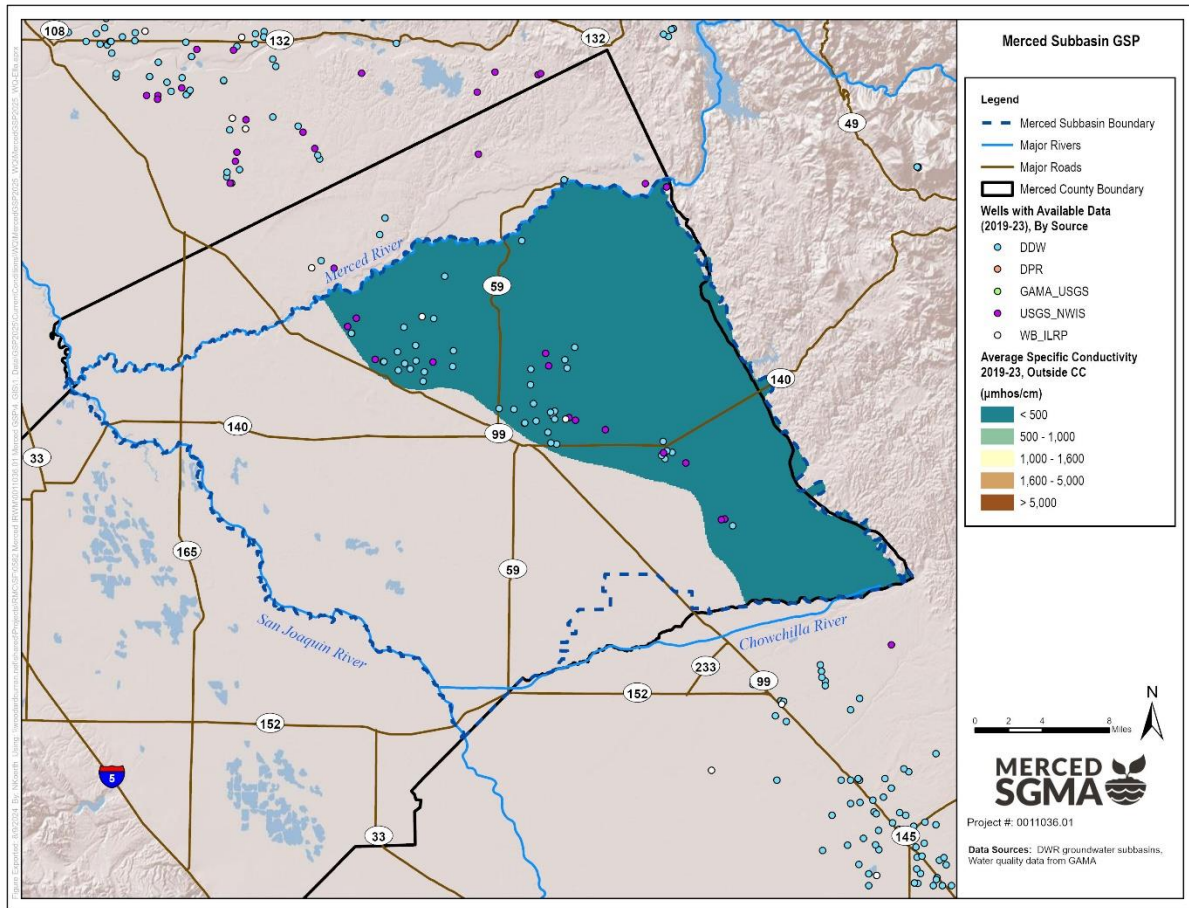 Merced Subbasin GSP
Legend
Merced Subbasin Boundary
Major Rivers
Major Roads
Merced County Boundary
Wells with Available Data
(2019-23), By Source
DDW
DPR
GAMA_USGS
USGS_NWIS
WB_ILRP
Average Specific Conductivity
2019-23, Outside CC
(µmhos/cm)
< 500
500 - 1,000
1,000 - 1,600
1,600 - 5,000
> 5,000
N
0 2 4 8
Miles
MERCED
SGMA
Project #: 0011036.01
Data Sources: DWR groundwater subbasins,
Water quality data from GAMA
108
132
132
49
Merced River
59
140
140
99
33
165
59
San Joaquin River
Chowchilla River
233
99
152
152
5
33
145